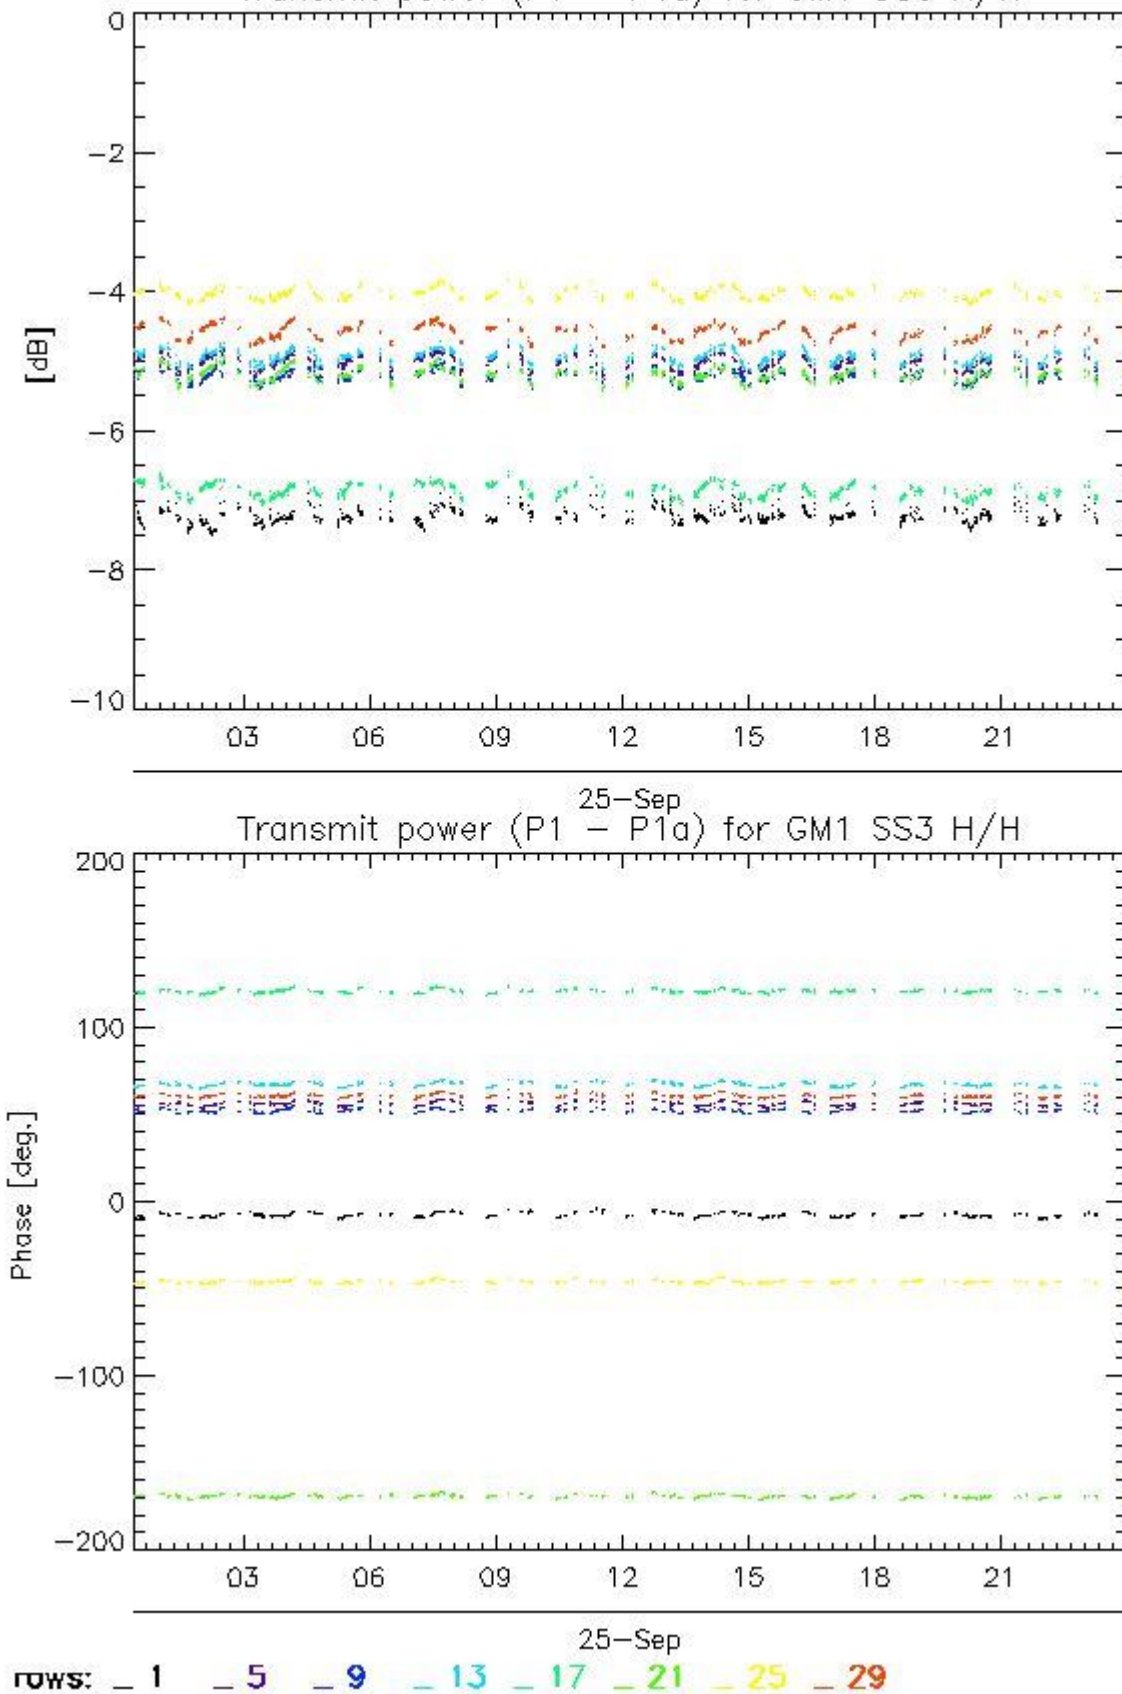 0
−2
−4
[dB]
−6
−8
−10
03 06 09 12 15 18 21
25−Sep
Transmit power (P1 − P1a) for GM1 SS3 H/H
200
100
0
Phase [deg.]
−100
−200
03 06 09 12 15 18 21
25−Sep
rows: _ 1 _ 5 _ 9 _ 13 _ 17 _ 21 _ 25 _ 29